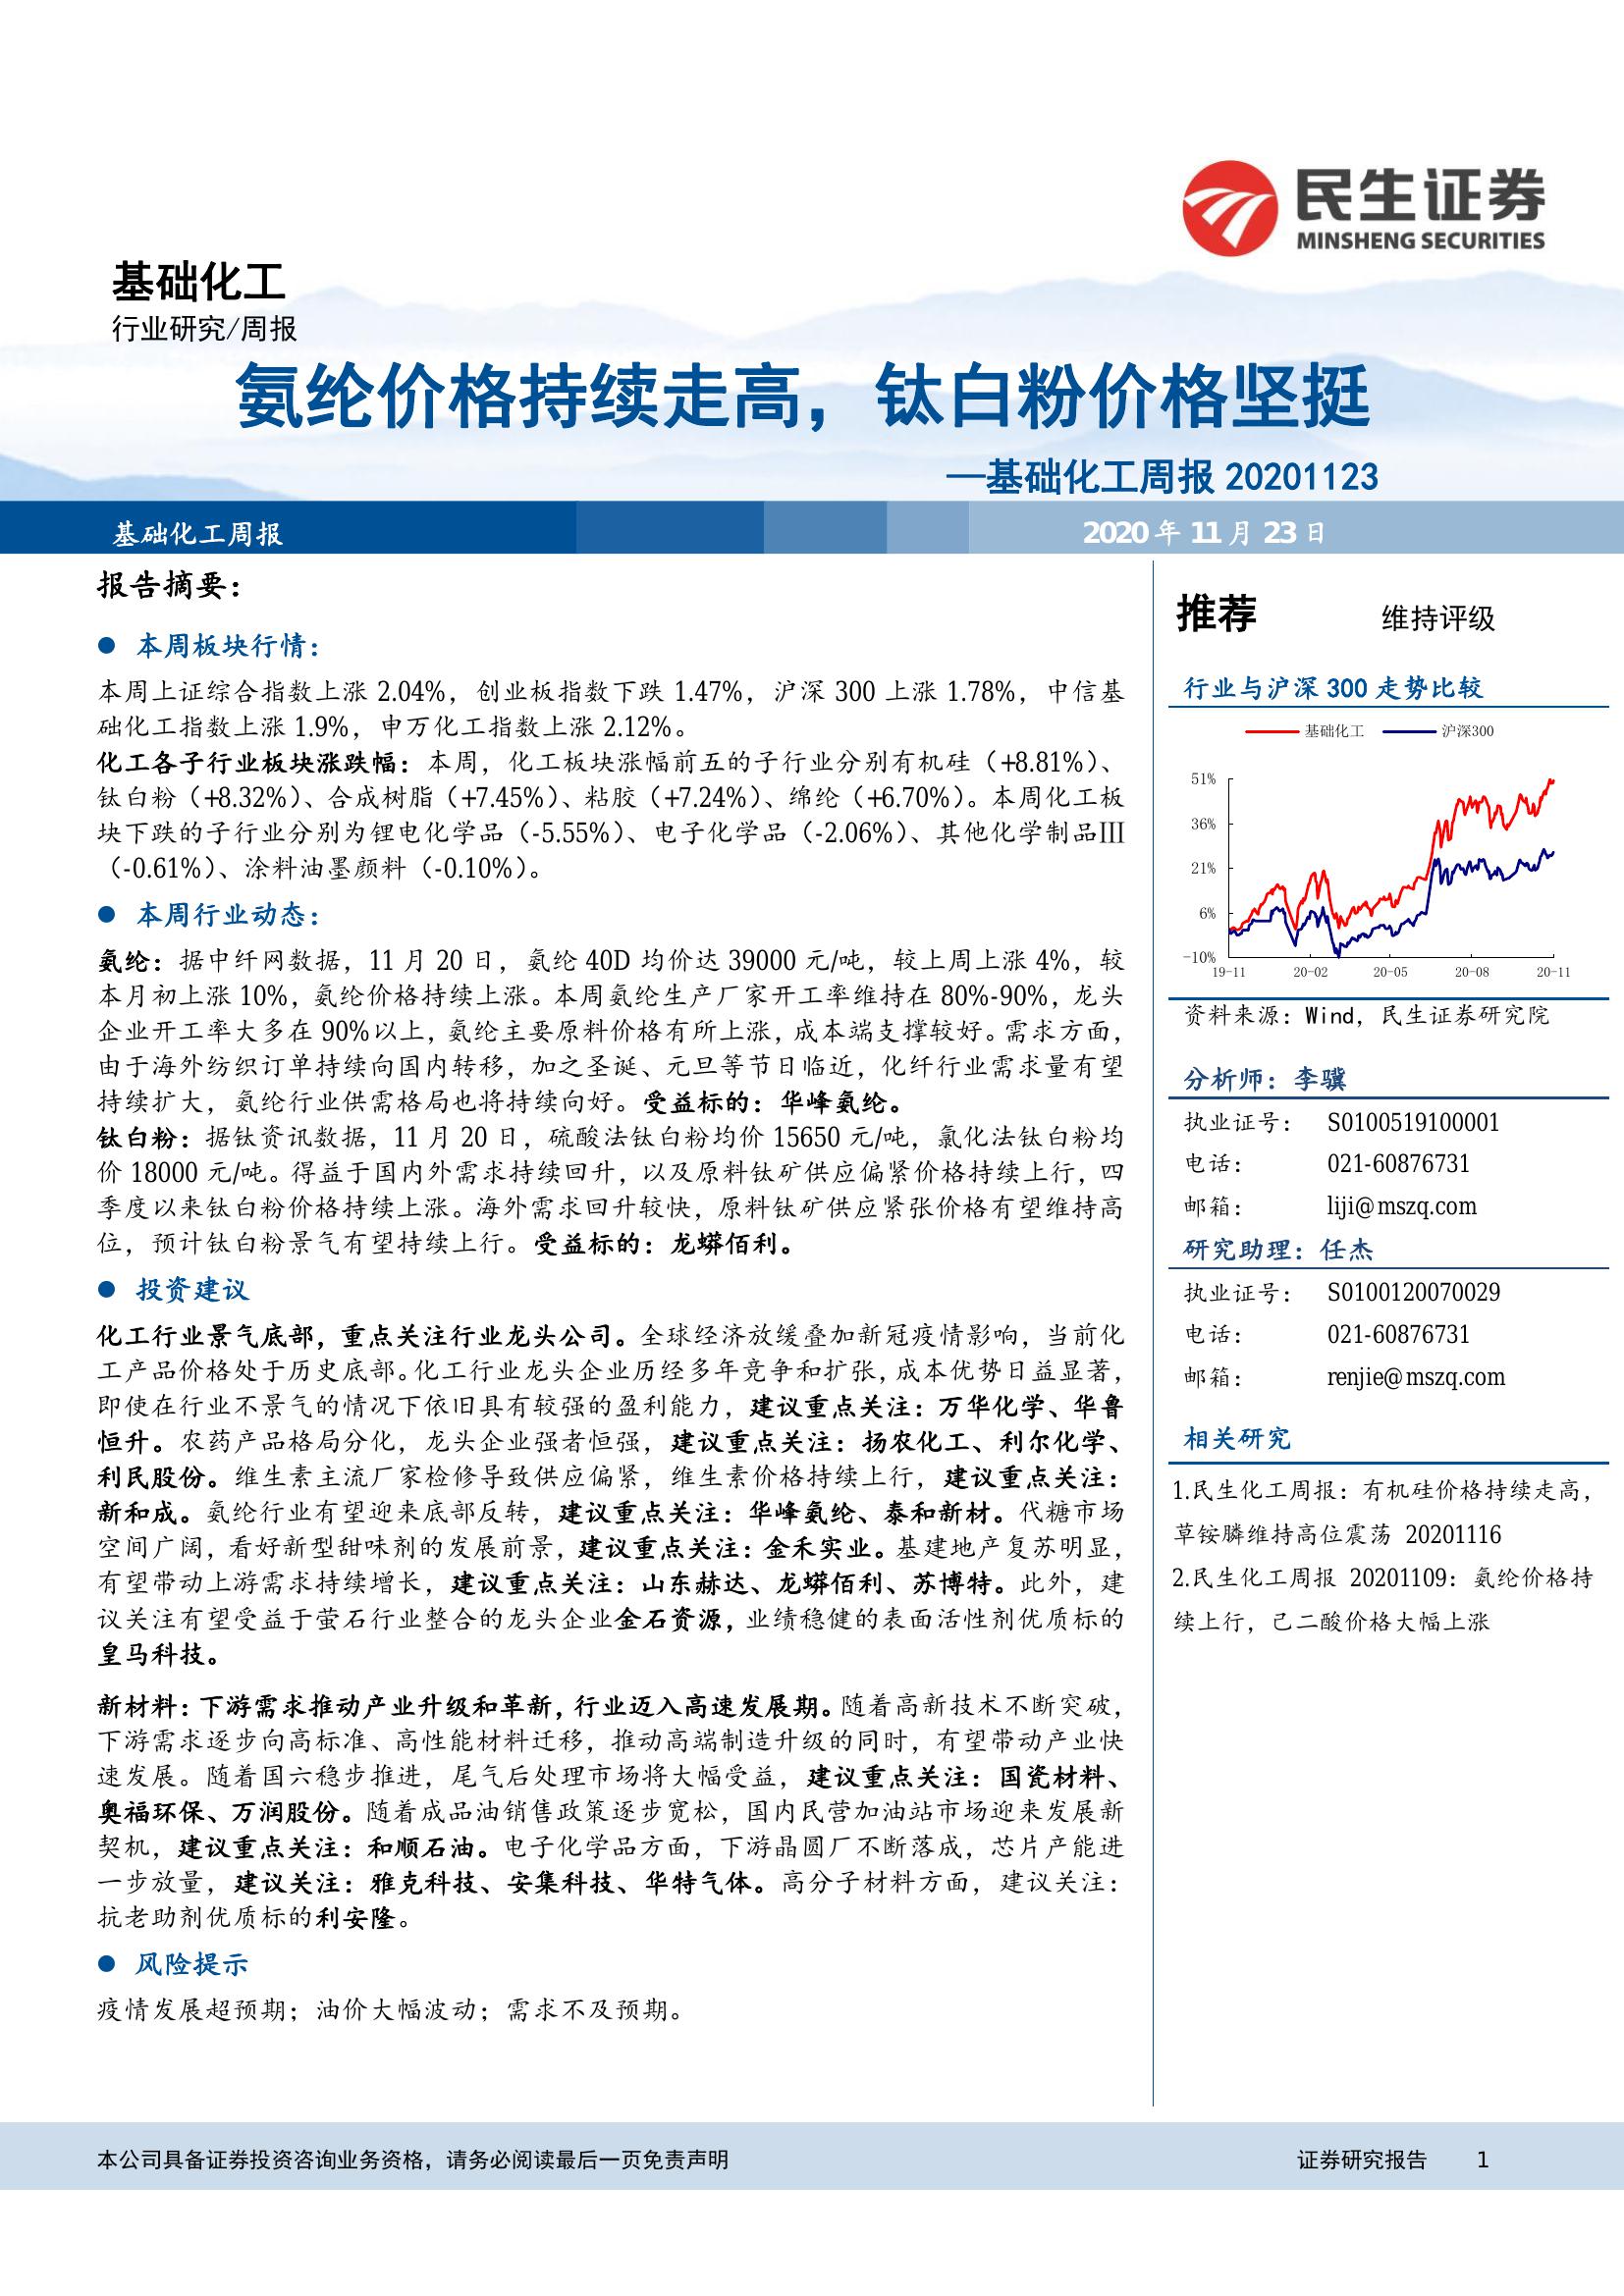 民生证券
MINSHENG SECURITIES
基础化工
行业研究/周报
氨纶价格持续走高，钛白粉价格坚挺
—基础化工周报 20201123
基础化工周报
2020 年 11 月 23 日
报告摘要：
● 本周板块行情：
本周上证综合指数上涨 2.04%，创业板指数下跌 1.47%，沪深 300 上涨 1.78%，中信基
础化工指数上涨 1.9%，申万化工指数上涨 2.12%。
化工各子行业板块涨跌幅：本周，化工板块涨幅前五的子行业分别有机硅（+8.81%）、
钛白粉（+8.32%）、合成树脂（+7.45%）、粘胶（+7.24%）、绵纶（+6.70%）。本周化工板
块下跌的子行业分别为锂电化学品（-5.55%）、电子化学品（-2.06%）、其他化学制品Ⅲ
（-0.61%）、涂料油墨颜料（-0.10%）。
● 本周行业动态：
氨纶：据中纤网数据，11 月 20 日，氨纶 40D 均价达 39000 元/吨，较上周上涨 4%，较
本月初上涨 10%，氨纶价格持续上涨。本周氨纶生产厂家开工率维持在 80%-90%，龙头
企业开工率大多在 90%以上，氨纶主要原料价格有所上涨，成本端支撑较好。需求方面，
由于海外纺织订单持续向国内转移，加之圣诞、元旦等节日临近，化纤行业需求量有望
持续扩大，氨纶行业供需格局也将持续向好。受益标的：华峰氨纶。
钛白粉：据钛资讯数据，11 月 20 日，硫酸法钛白粉均价 15650 元/吨，氯化法钛白粉均
价 18000 元/吨。得益于国内外需求持续回升，以及原料钛矿供应偏紧价格持续上行，四
季度以来钛白粉价格持续上涨。海外需求回升较快，原料钛矿供应紧张价格有望维持高
位，预计钛白粉景气有望持续上行。受益标的：龙蟒佰利。
● 投资建议
化工行业景气底部，重点关注行业龙头公司。全球经济放缓叠加新冠疫情影响，当前化
工产品价格处于历史底部。化工行业龙头企业历经多年竞争和扩张，成本优势日益显著，
即使在行业不景气的情况下依旧具有较强的盈利能力，建议重点关注：万华化学、华鲁
恒升。农药产品格局分化，龙头企业强者恒强，建议重点关注：扬农化工、利尔化学、
利民股份。维生素主流厂家检修导致供应偏紧，维生素价格持续上行，建议重点关注：
新和成。氨纶行业有望迎来底部反转，建议重点关注：华峰氨纶、泰和新材。代糖市场
空间广阔，看好新型甜味剂的发展前景，建议重点关注：金禾实业。基建地产复苏明显，
有望带动上游需求持续增长，建议重点关注：山东赫达、龙蟒佰利、苏博特。此外，建
议关注有望受益于萤石行业整合的龙头企业金石资源，业绩稳健的表面活性剂优质标的
皇马科技。
新材料：下游需求推动产业升级和革新，行业迈入高速发展期。随着高新技术不断突破，
下游需求逐步向高标准、高性能材料迁移，推动高端制造升级的同时，有望带动产业快
速发展。随着国六稳步推进，尾气后处理市场将大幅受益，建议重点关注：国瓷材料、
奥福环保、万润股份。随着成品油销售政策逐步宽松，国内民营加油站市场迎来发展新
契机，建议重点关注：和顺石油。电子化学品方面，下游晶圆厂不断落成，芯片产能进
一步放量，建议关注：雅克科技、安集科技、华特气体。高分子材料方面，建议关注：
抗老助剂优质标的利安隆。
● 风险提示
疫情发展超预期；油价大幅波动；需求不及预期。
推荐 维持评级
行业与沪深 300 走势比较
基础化工 沪深300
51%
36%
21%
6%
-10%
19-11 20-02 20-05 20-08 20-11
资料来源：Wind，民生证券研究院
分析师：李骥
执业证号： S0100519100001
电话： 021-60876731
邮箱： liji@mszq.com
研究助理：任杰
执业证号： S0100120070029
电话： 021-60876731
邮箱： renjie@mszq.com
相关研究
1.民生化工周报：有机硅价格持续走高，
草铵膦维持高位震荡 20201116
2.民生化工周报 20201109：氨纶价格持
续上行，己二酸价格大幅上涨
本公司具备证券投资咨询业务资格，请务必阅读最后一页免责声明
证券研究报告 1